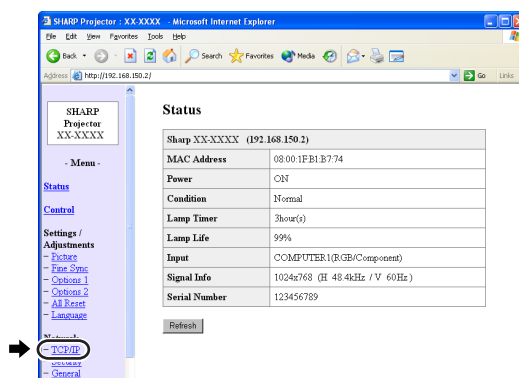 SHARP Projector : XX-XXXX - Microsoft Internet Explorer
File Edit View Favorites Tools Help
Back Search Favorites Media
Address http://192.168.150.2/ Go Links
SHARP
Projector
XX-XXXX
- Menu -
Status
Control
Settings /
Adjustments
- Picture
- Fine Sync
- Options 1
- Options 2
- All Reset
- Language
Network
- TCP/IP
- Security
- General
Status
Sharp XX-XXXX (192.168.150.2)
MAC Address 08:00:1F:B1:B7:74
Power ON
Condition Normal
Lamp Timer 3hour(s)
Lamp Life 99%
Input COMPUTER1(RGB/Component)
Signal Info 1024x768 (H 48.4kHz / V 60Hz )
Serial Number 123456789
Refresh